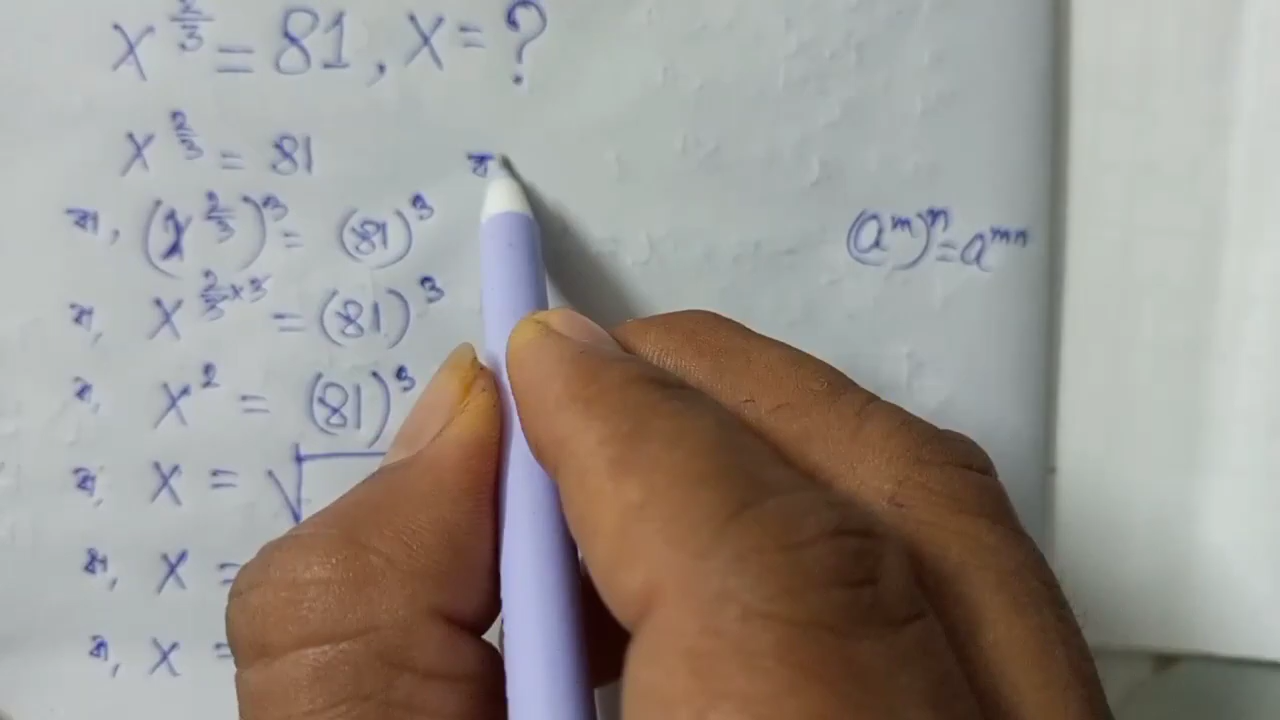 x^(2/3) = 81, x = ?
x^(2/3) = 81
বা, (x^(2/3))^3 = (81)^3
বা, x^(2/3×3) = (81)^3
বা, x^2 = (81)^3
বা, x = √
বা, x =
বা, x =
বা
(a^m)^n = a^mn